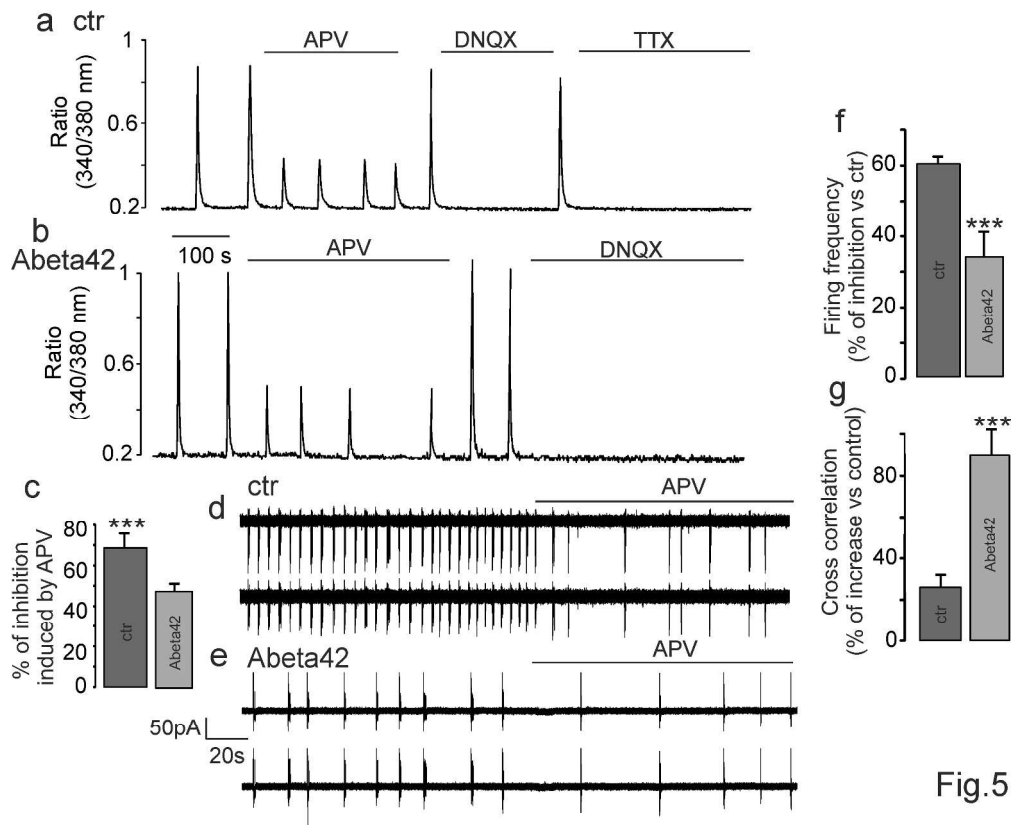 a ctr
APV
DNQX
TTX
1
0.6
0.2
Ratio
(340/380 nm)
b
Abeta42
100 s
APV
DNQX
1
0.6
0.2
Ratio
(340/380 nm)
c
80
60
40
20
0
% of inhibition
induced by APV
***
ctr
Abeta42
d
ctr
APV
e
Abeta42
APV
50pA
20s
f
60
40
20
0
Firing frequency
(% of inhibition vs ctr)
***
ctr
Abeta42
g
80
40
0
Cross correlation
(% of increase vs control)
***
ctr
Abeta42
Fig.5